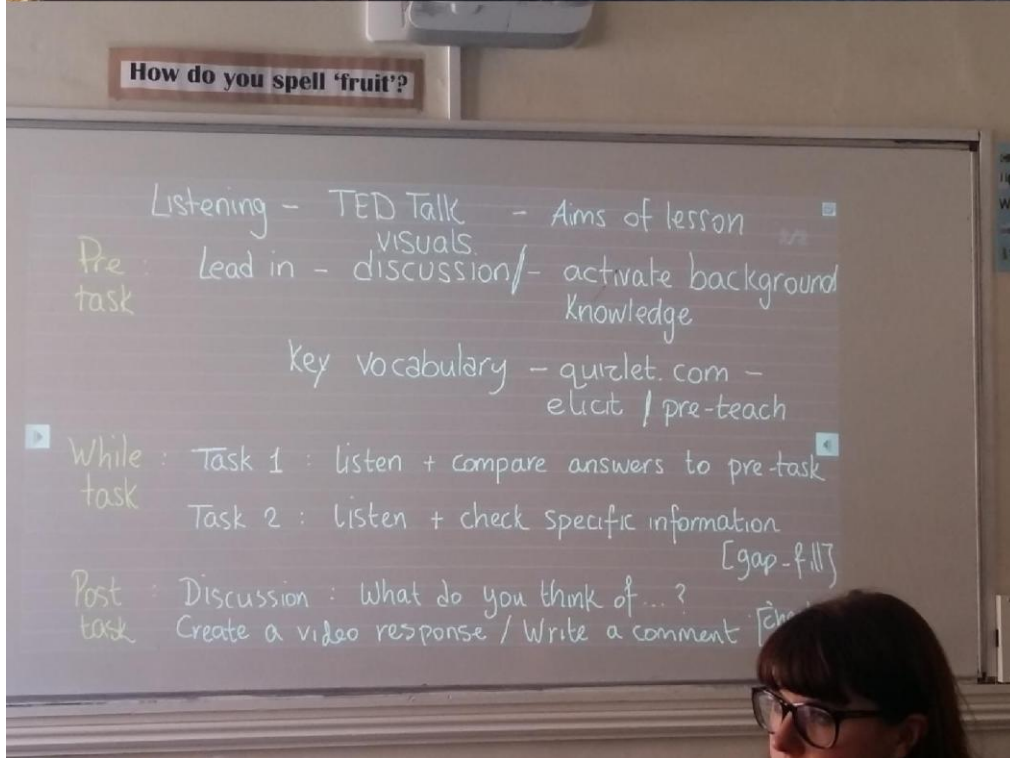 How do you spell 'fruit'?
Listening – TED Talk – Aims of lesson
visuals.
Pre : Lead in – discussion/– activate background
task knowledge
Key vocabulary – quizlet.com –
elicit / pre-teach
While : Task 1 : listen + compare answers to pre-task
task
Task 2 : listen + check specific information
[gap-fill]
Post : Discussion : What do you think of...?
task Create a video response / Write a comment